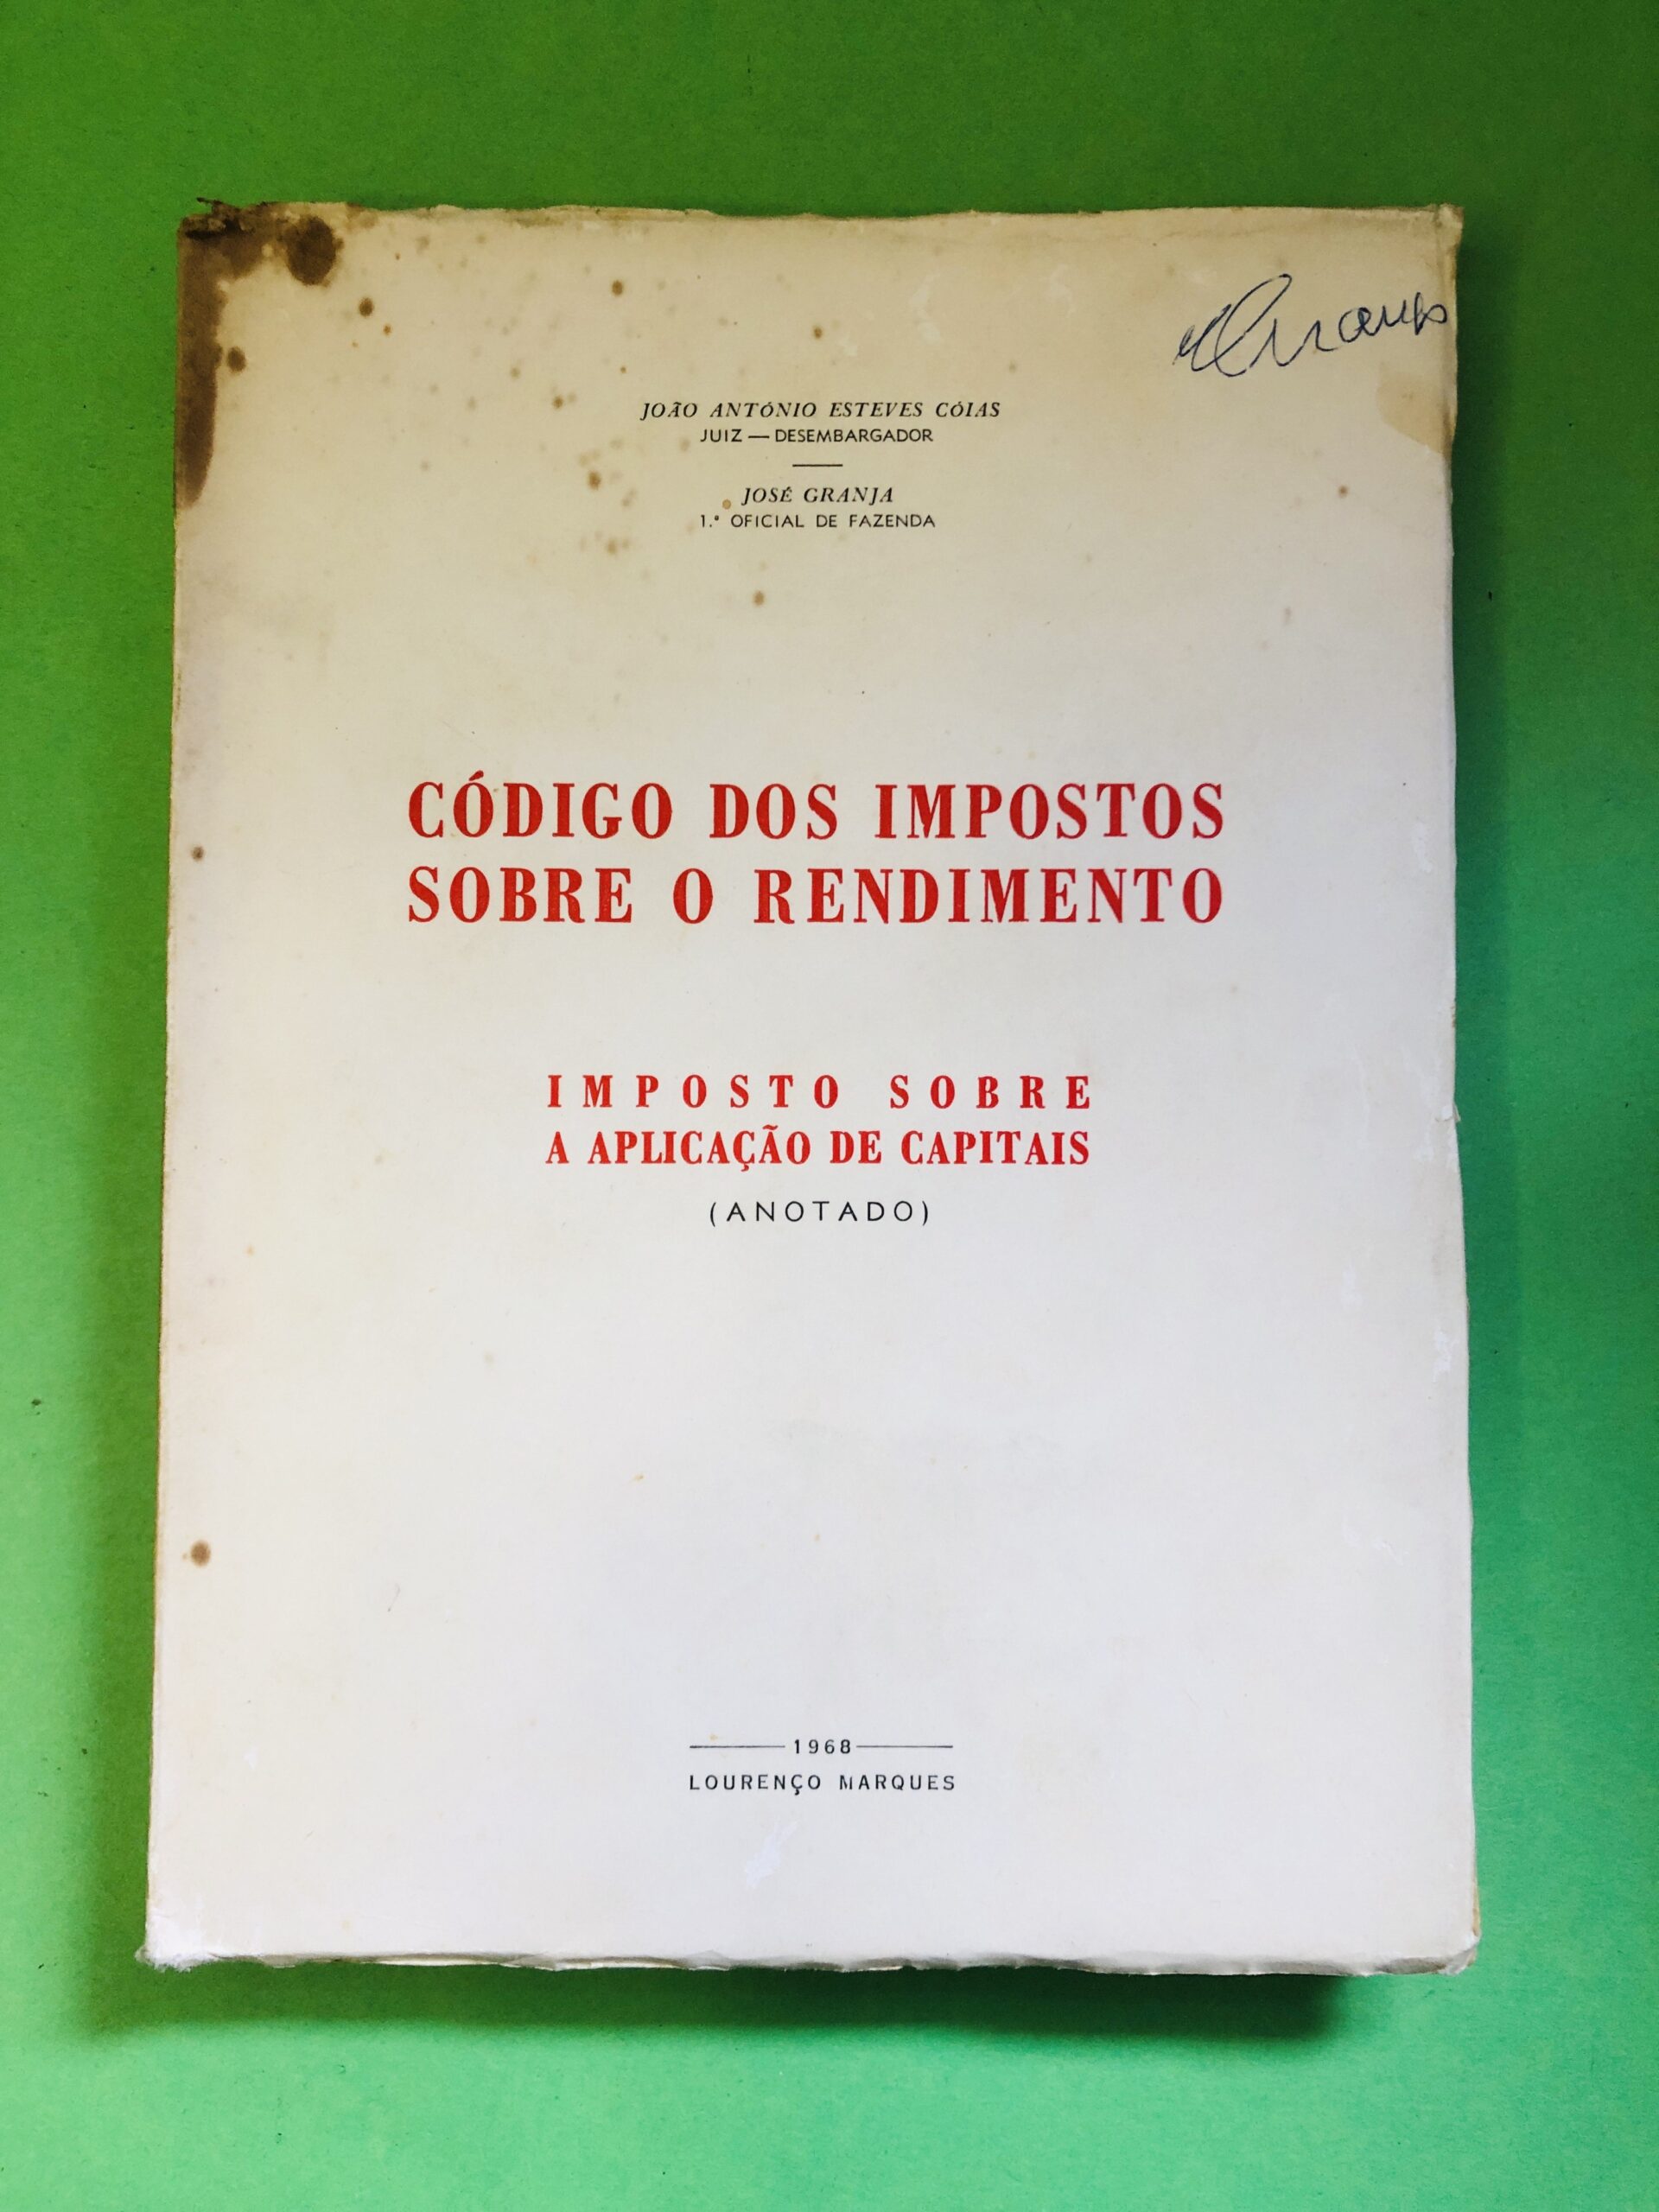 JOÃO ANTÓNIO ESTEVES CÓIAS
JUIZ — DESEMBARGADOR
JOSÉ GRANJA
1.º OFICIAL DE FAZENDA
CÓDIGO DOS IMPOSTOS
SOBRE O RENDIMENTO
IMPOSTO SOBRE
A APLICAÇÃO DE CAPITAIS
(ANOTADO)
1968
LOURENÇO MARQUES